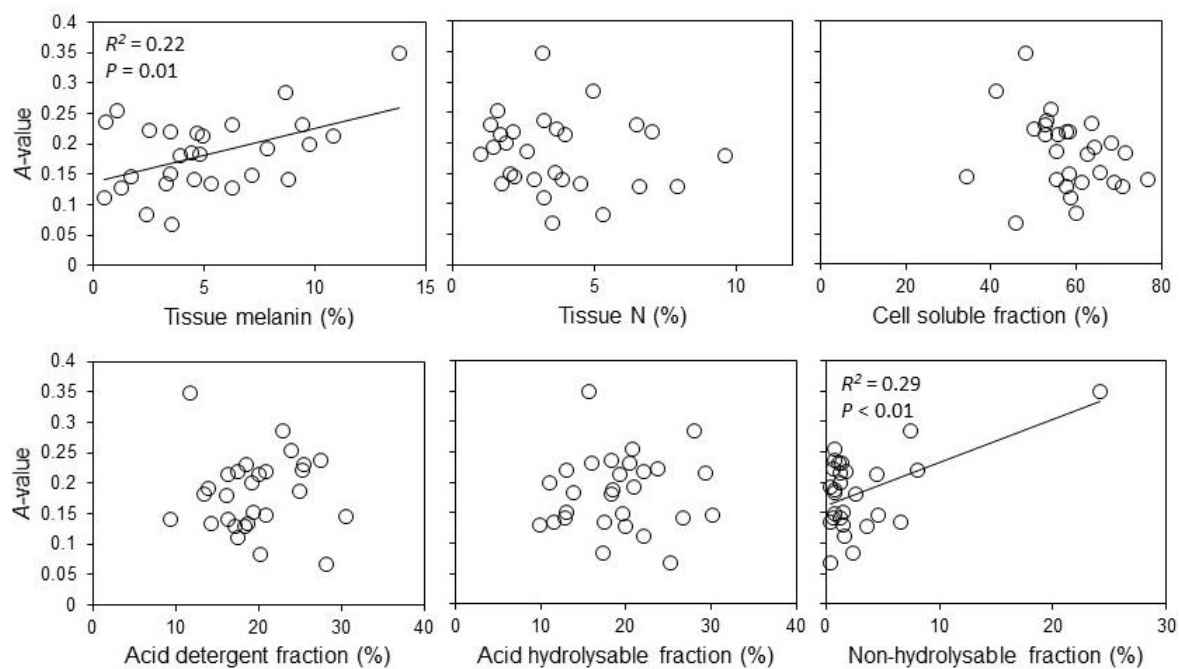 0.4
0.35
0.3
0.25
0.2
0.15
0.1
0.05
0
R² = 0.22
P = 0.01
A-value
0 5 10 15
Tissue melanin (%)
0 5 10
Tissue N (%)
0 20 40 60 80
Cell soluble fraction (%)
0.4
0.35
0.3
0.25
0.2
0.15
0.1
0.05
0
A-value
0 10 20 30 40
Acid detergent fraction (%)
0 10 20 30 40
Acid hydrolysable fraction (%)
R² = 0.29
P < 0.01
0 10 20 30
Non-hydrolysable fraction (%)